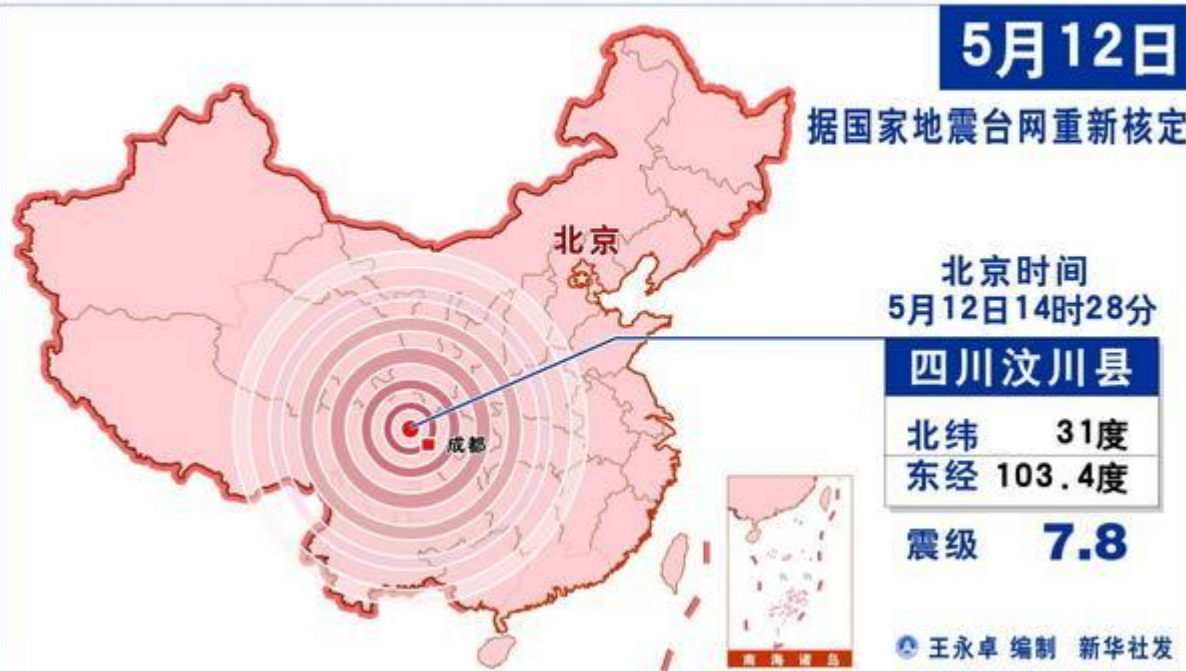 5月12日
据国家地震台网重新核定
北京
北京时间
5月12日14时28分
四川汶川县
北纬 31度
东经 103.4度
成都
震级 7.8
南海诸岛
王永卓 编制 新华社发